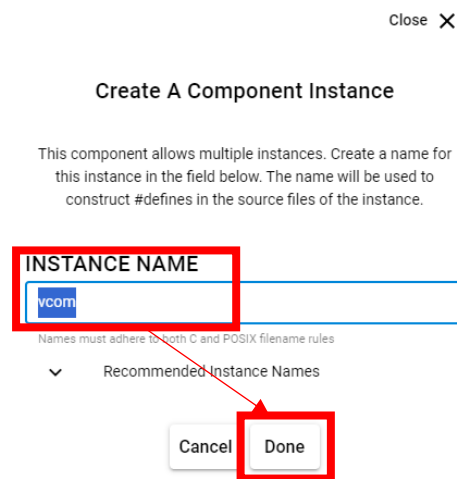 Close
Create A Component Instance
This component allows multiple instances. Create a name for
this instance in the field below. The name will be used to
construct #defines in the source files of the instance.
INSTANCE NAME
vcom
Names must adhere to both C and POSIX filename rules
Recommended Instance Names
Cancel Done